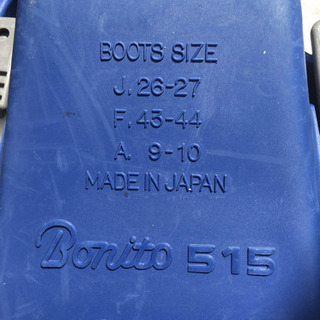 BOOTS SIZE
J. 26-27
F. 43-44
A. 9-10
MADE IN JAPAN
Bonito 515